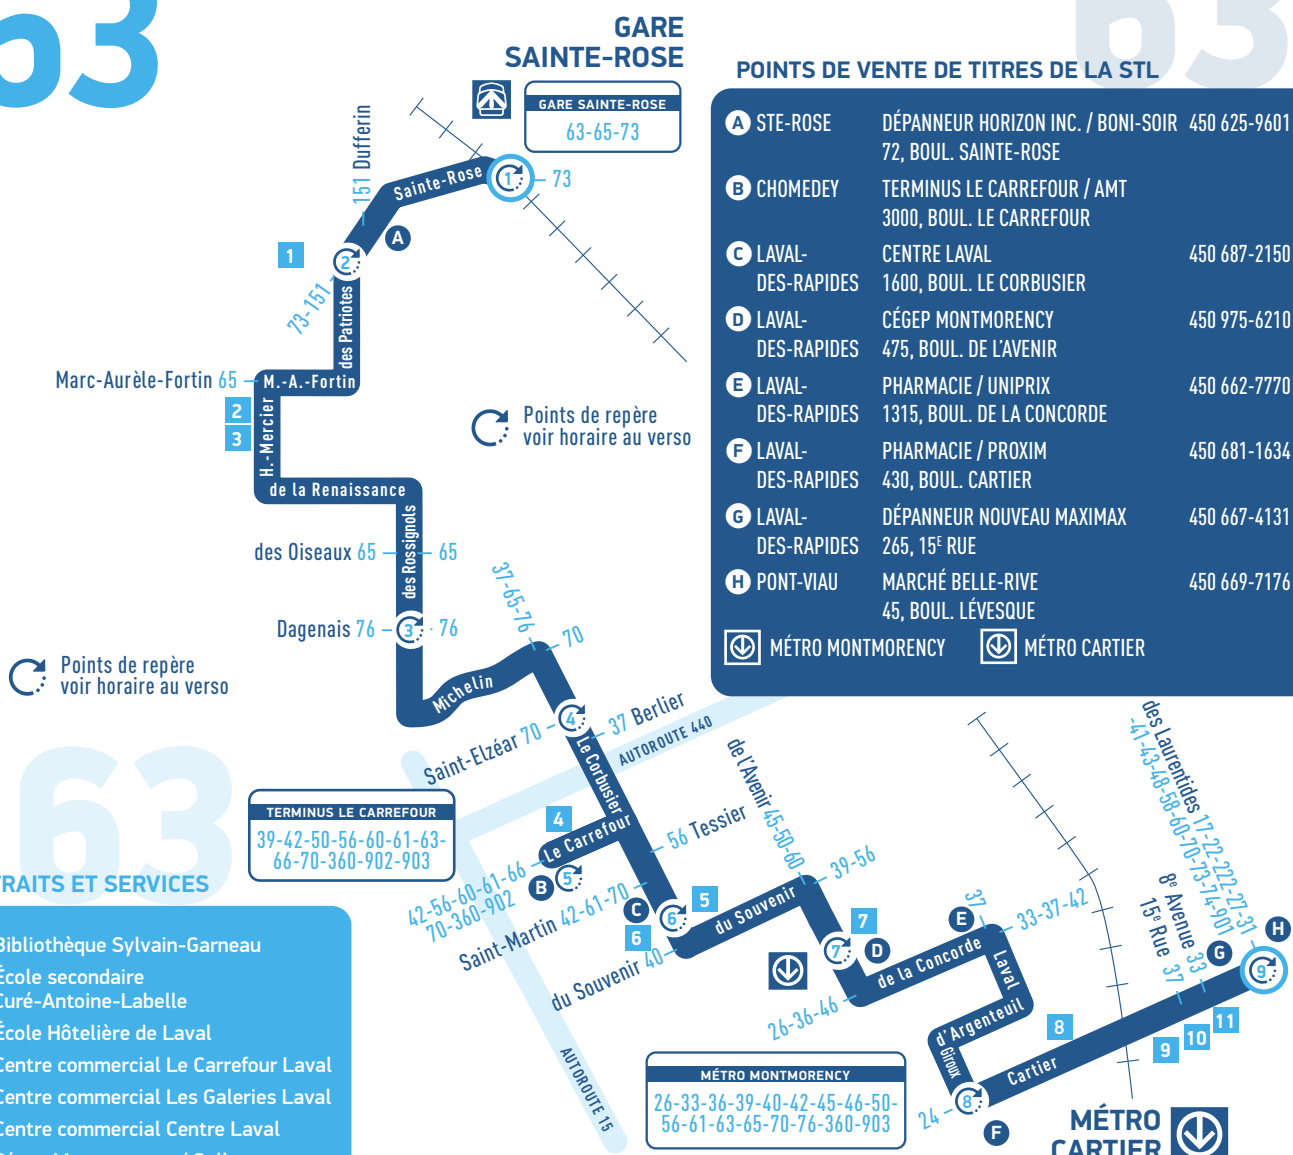 63
63
GARE
SAINTE-ROSE
GARE SAINTE-ROSE
63-65-73
POINTS DE VENTE DE TITRES DE LA STL
A STE-ROSE DÉPANNEUR HORIZON INC. / BONI-SOIR 450 625-9601
72, BOUL. SAINTE-ROSE
B CHOMEDEY TERMINUS LE CARREFOUR / AMT
3000, BOUL. LE CARREFOUR
C LAVAL- CENTRE LAVAL 450 687-2150
DES-RAPIDES 1600, BOUL. LE CORBUSIER
D LAVAL- CÉGEP MONTMORENCY 450 975-6210
DES-RAPIDES 475, BOUL. DE L'AVENIR
E LAVAL- PHARMACIE / UNIPRIX 450 662-7770
DES-RAPIDES 1315, BOUL. DE LA CONCORDE
F LAVAL- PHARMACIE / PROXIM 450 681-1634
DES-RAPIDES 430, BOUL. CARTIER
G LAVAL- DÉPANNEUR NOUVEAU MAXIMAX 450 667-4131
DES-RAPIDES 265, 15E RUE
H PONT-VIAU MARCHÉ BELLE-RIVE 450 669-7176
45, BOUL. LÉVESQUE
MÉTRO MONTMORENCY MÉTRO CARTIER
151 Dufferin
Sainte-Rose
1
73
A
1
2
73-151
des Patriotes
Marc-Aurèle-Fortin 65
M.-A.-Fortin
2
3
H.-Mercier
Points de repère
voir horaire au verso
de la Renaissance
des Rossignols
des Oiseaux 65
65
Dagenais 76
3
76
Points de repère
voir horaire au verso
37-65-76
70
Michelin
4
Saint-Elzéar 70
37 Berlier
AUTOROUTE 440
Le Corbusier
63
TERMINUS LE CARREFOUR
39-42-50-56-60-61-63-
66-70-360-902-903
4
Le Carrefour
56 Tessier
42-56-60-61-66
70-360-902
B
5
Saint-Martin 42-61-70
C
6
6
5
du Souvenir 40
du Souvenir
de l'Avenir 45-50-60
39-56
7
7
D
26-36-46
de la Concorde
E
37
33-37-42
Laval
d'Argenteuil
Giroux
8
24
F
Cartier
8
9
10
11
15e Rue 37
8e Avenue 33
des Laurentides 17-22-222-27-31
-41-43-48-58-60-70-73-74-901
G
H
9
AUTOROUTE 15
MÉTRO MONTMORENCY
26-33-36-39-40-42-45-46-50-
56-61-63-65-70-76-360-903
MÉTRO
CARTIER
TRAITS ET SERVICES
Bibliothèque Sylvain-Garneau
École secondaire
Curé-Antoine-Labelle
École Hôtelière de Laval
Centre commercial Le Carrefour Laval
Centre commercial Les Galeries Laval
Centre commercial Centre Laval